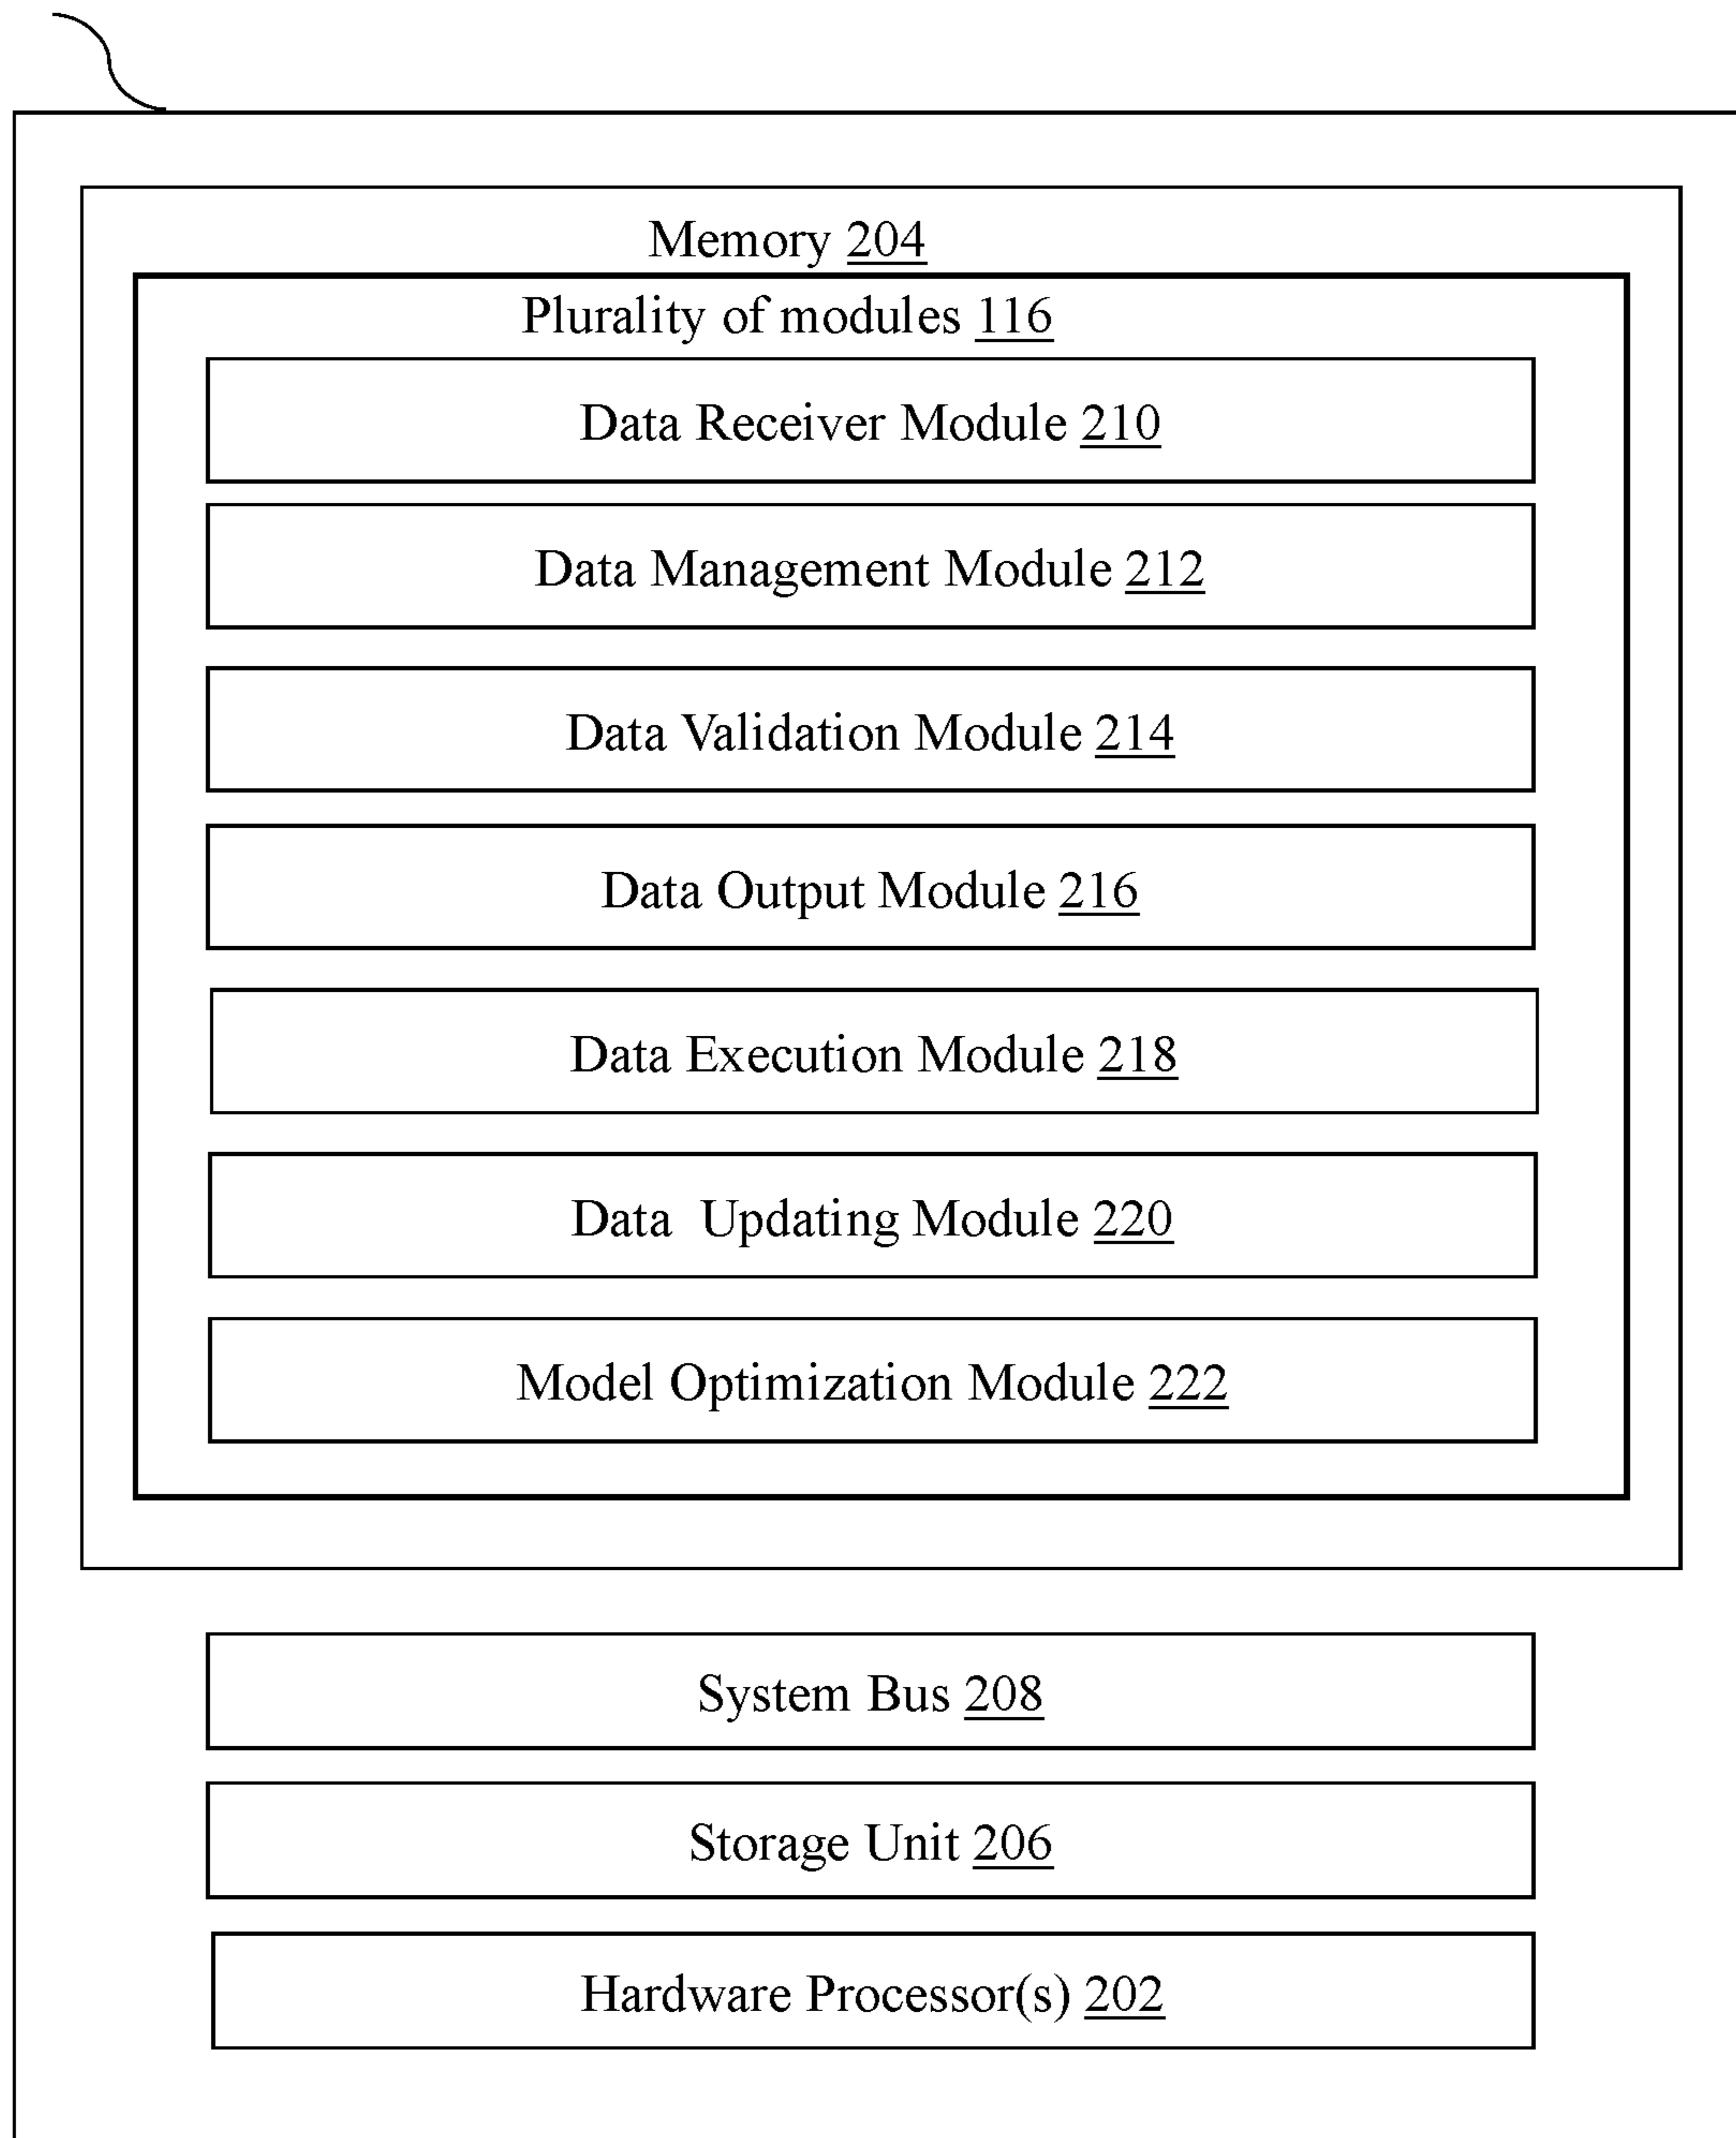 Memory 204
Plurality of modules 116
Data Receiver Module 210
Data Management Module 212
Data Validation Module 214
Data Output Module 216
Data Execution Module 218
Data Updating Module 220
Model Optimization Module 222
System Bus 208
Storage Unit 206
Hardware Processor(s) 202